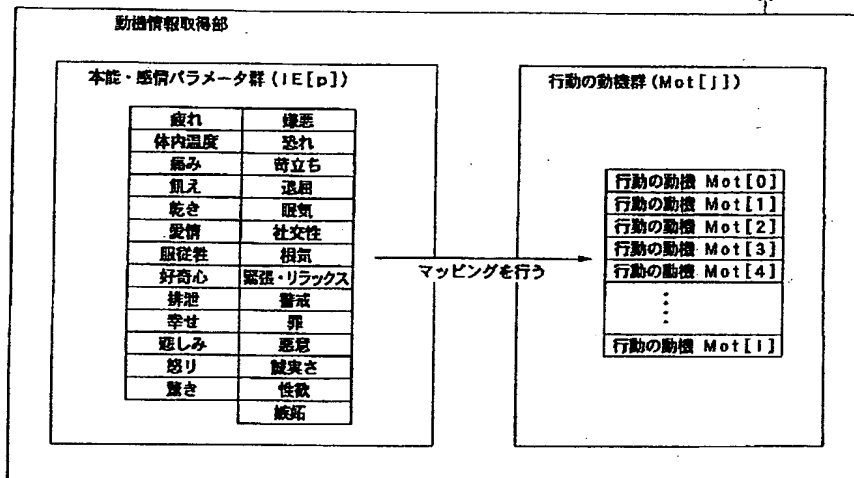 動機情報取得部
本能・感情パラメータ群(IE[p])
疲れ 嫌悪
体内温度 恐れ
痛み 苛立ち
飢え 退屈
乾き 眠気
愛情 社交性
服従性 根気
好奇心 緊張・リラックス
排泄 警戒
幸せ 罪
悲しみ 悪意
怒り 誠実さ
驚き 性欲
嫉妬
マッピングを行う
行動の動機群(Mot[j])
行動の動機 Mot[0]
行動の動機 Mot[1]
行動の動機 Mot[2]
行動の動機 Mot[3]
行動の動機 Mot[4]
行動の動機 Mot[i]